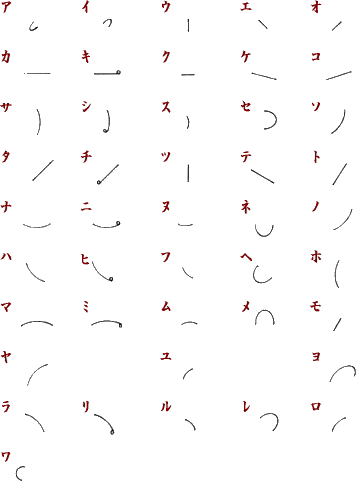 ア イ ウ エ オ
カ キ ク ケ コ
サ シ ス セ ソ
タ チ ツ テ ト
ナ ニ ヌ ネ ノ
ハ ヒ フ ヘ ホ
マ ミ ム メ モ
ヤ ユ ヨ
ラ リ ル レ ロ
ワ